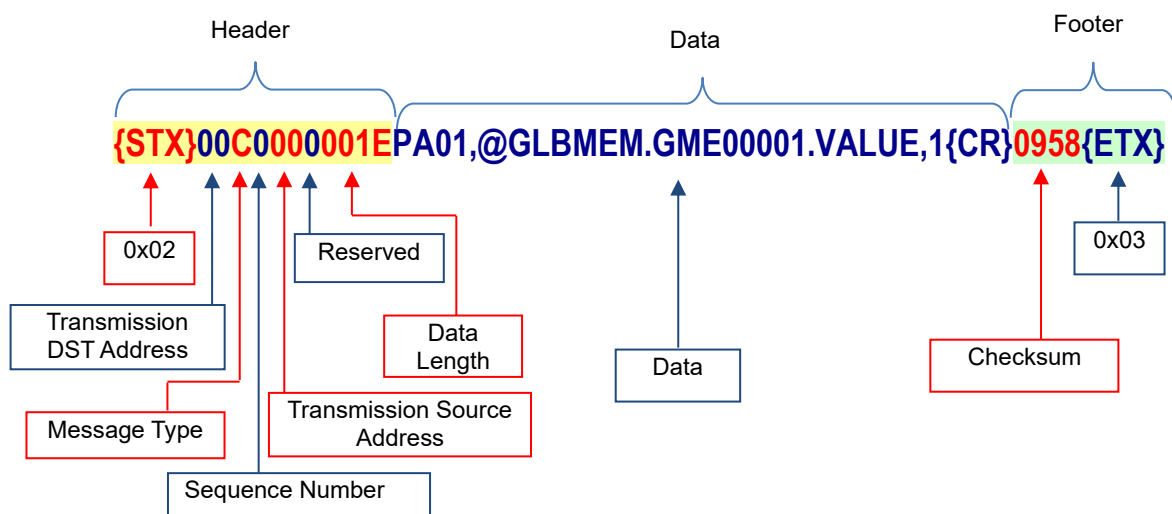 Header
Data
Footer
{STX}00C0000001EPA01,@GLBMEM.GME00001.VALUE,1{CR}0958{ETX}
0x02
Reserved
0x03
Transmission
DST Address
Data
Length
Data
Checksum
Message Type
Transmission Source
Address
Sequence Number